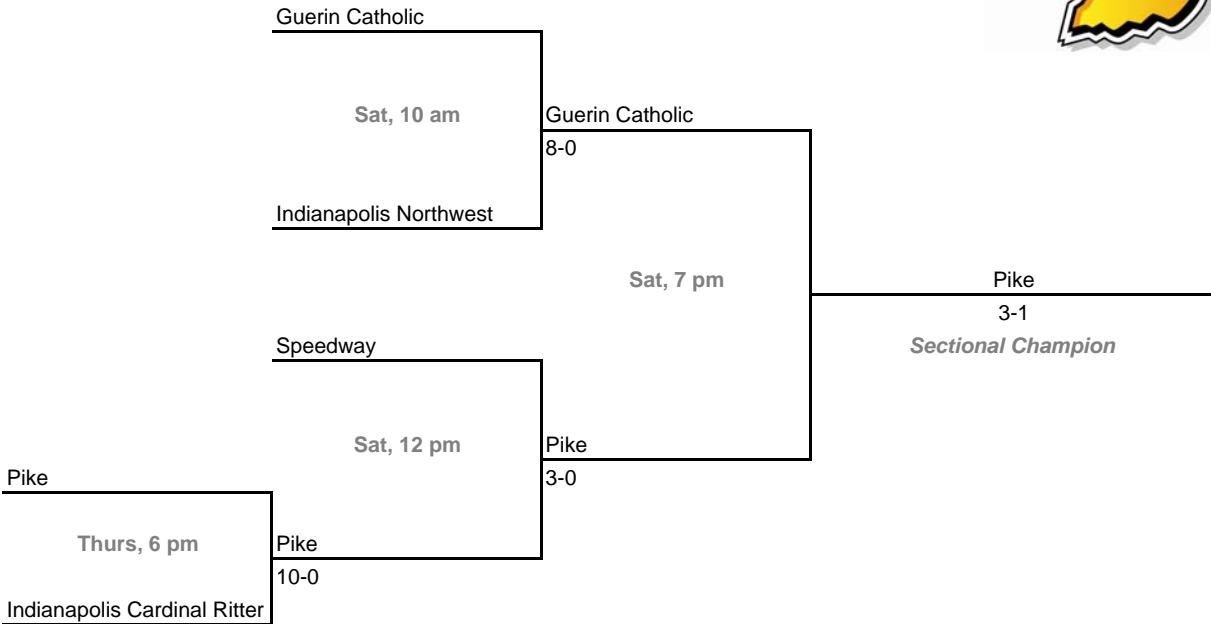 Guerin Catholic
Sat, 10 am
Guerin Catholic
8-0
Indianapolis Northwest
Sat, 7 pm
Pike
3-1
Speedway
Sectional Champion
Sat, 12 pm
Pike
Pike
3-0
Thurs, 6 pm
Pike
10-0
Indianapolis Cardinal Ritter